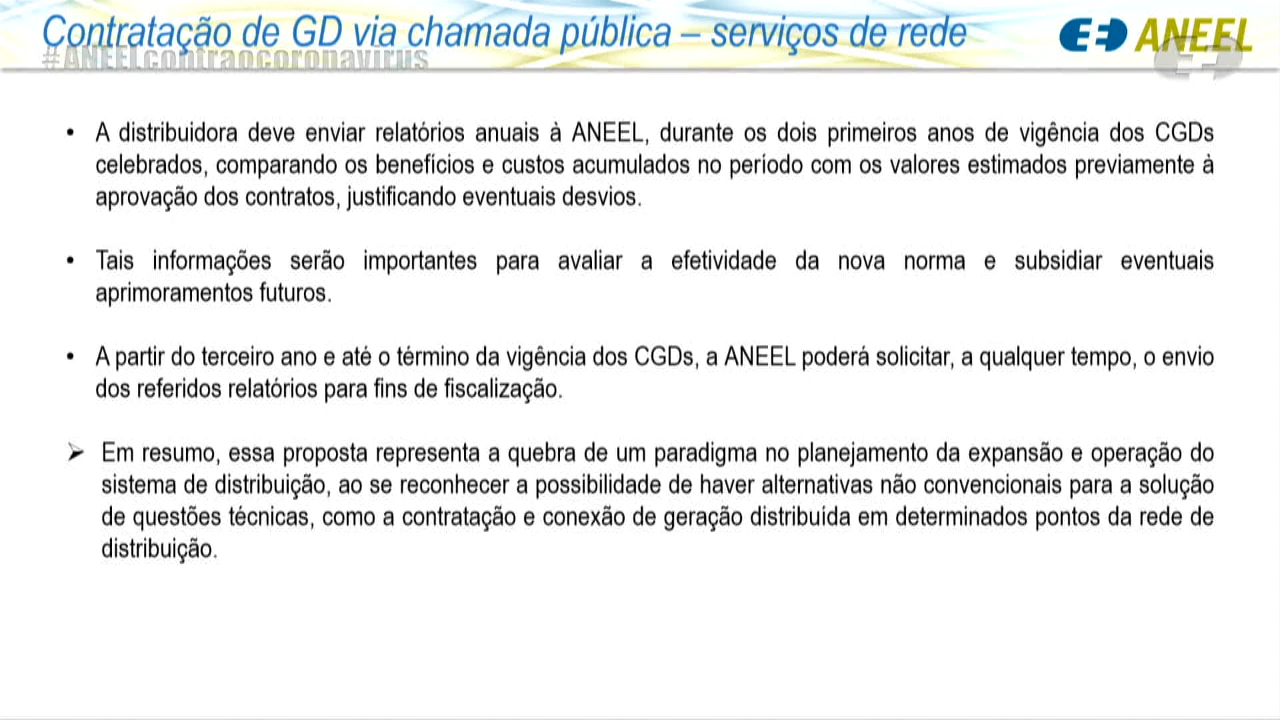 Contratação de GD via chamada pública – serviços de rede
ANEEL
#ANEELcontraocoronavirus
• A distribuidora deve enviar relatórios anuais à ANEEL, durante os dois primeiros anos de vigência dos CGDs
celebrados, comparando os benefícios e custos acumulados no período com os valores estimados previamente à
aprovação dos contratos, justificando eventuais desvios.
• Tais informações serão importantes para avaliar a efetividade da nova norma e subsidiar eventuais
aprimoramentos futuros.
• A partir do terceiro ano e até o término da vigência dos CGDs, a ANEEL poderá solicitar, a qualquer tempo, o envio
dos referidos relatórios para fins de fiscalização.
➢ Em resumo, essa proposta representa a quebra de um paradigma no planejamento da expansão e operação do
sistema de distribuição, ao se reconhecer a possibilidade de haver alternativas não convencionais para a solução
de questões técnicas, como a contratação e conexão de geração distribuída em determinados pontos da rede de
distribuição.